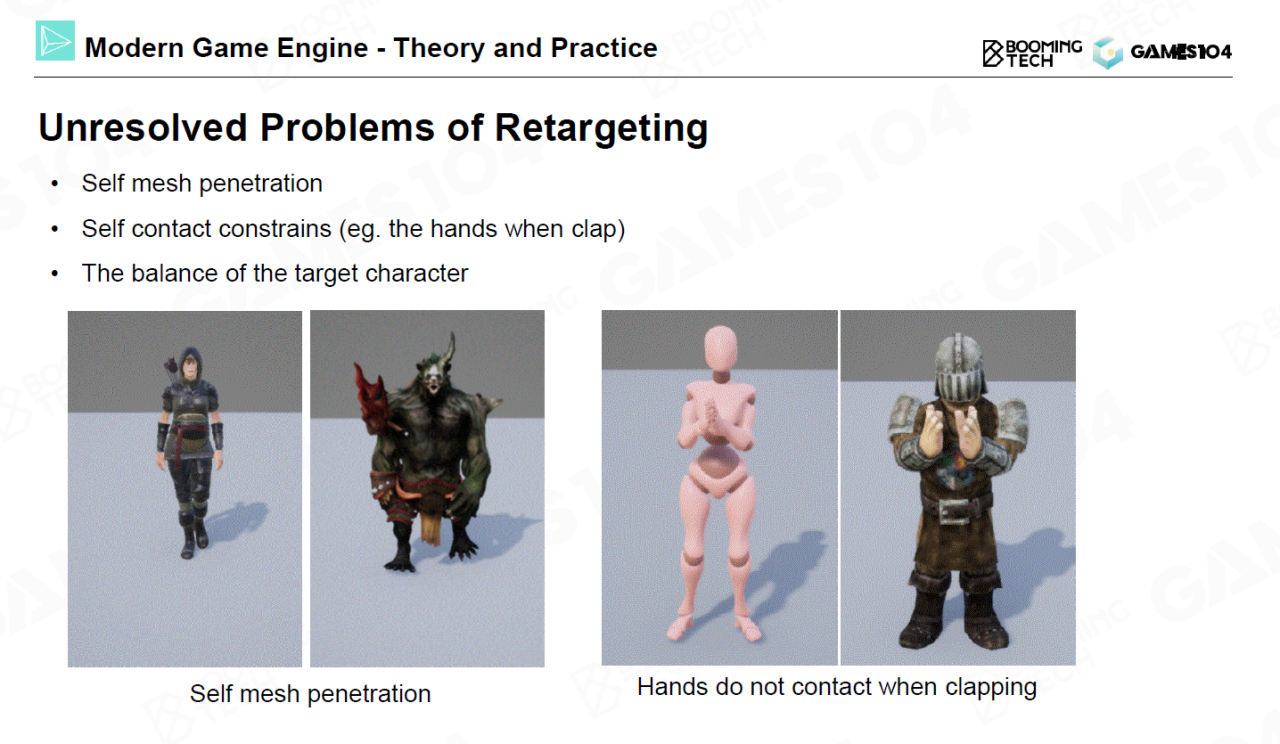 Modern Game Engine - Theory and Practice
BOOMING
TECH
GAMES104
Unresolved Problems of Retargeting
• Self mesh penetration
• Self contact constrains (eg. the hands when clap)
• The balance of the target character
Self mesh penetration
Hands do not contact when clapping